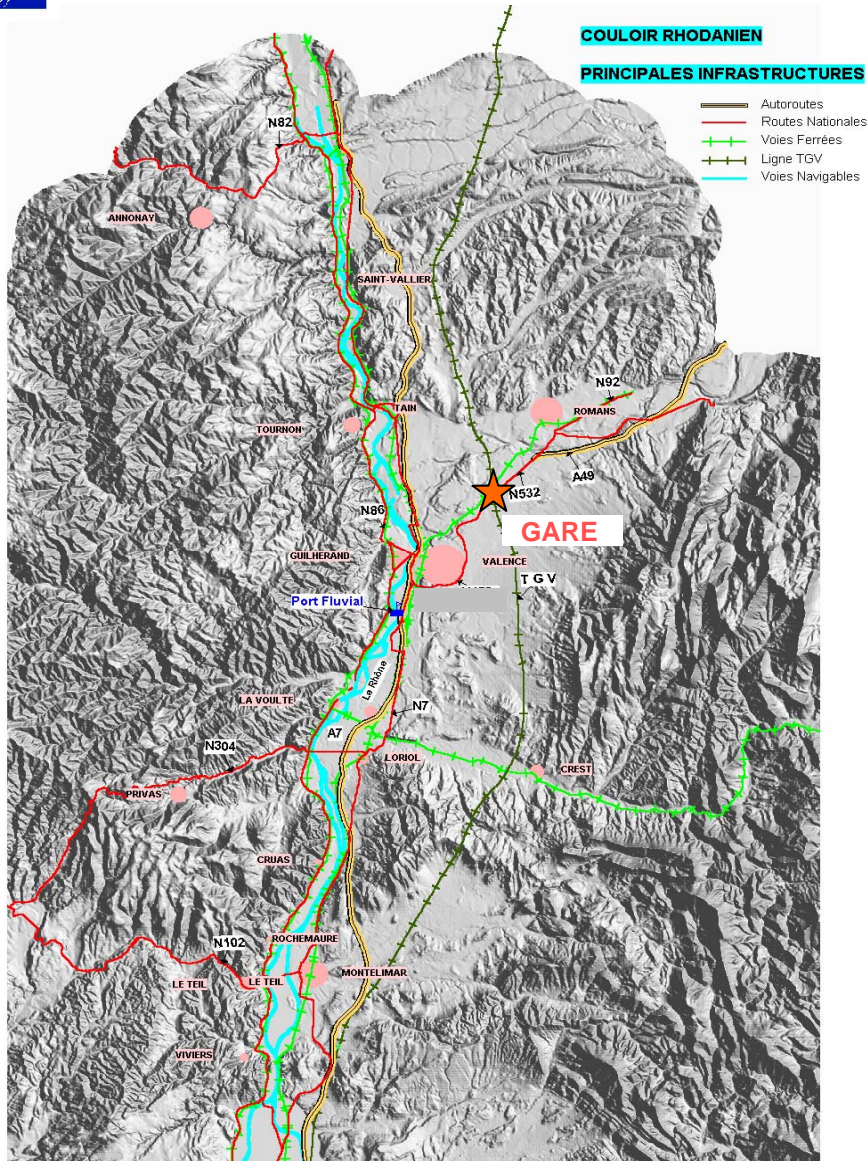 COULOIR RHODANIEN
PRINCIPALES INFRASTRUCTURES
Autoroutes
Routes Nationales
Voies Ferrées
Ligne TGV
Voies Navigables
N82
ANNONAY
SAINT-VALLIER
N92
TAIN
ROMANS
TOURNON
A49
N532
N86
GARE
GUILHERAND
VALENCE
TGV
Port Fluvial
Le Rhône
LA VOULTE
N7
A7
N304
LORIOL
CREST
PRIVAS
CRUAS
ROCHEMAURE
N102
MONTELIMAR
LE TEIL
LE TEIL
VIVIERS